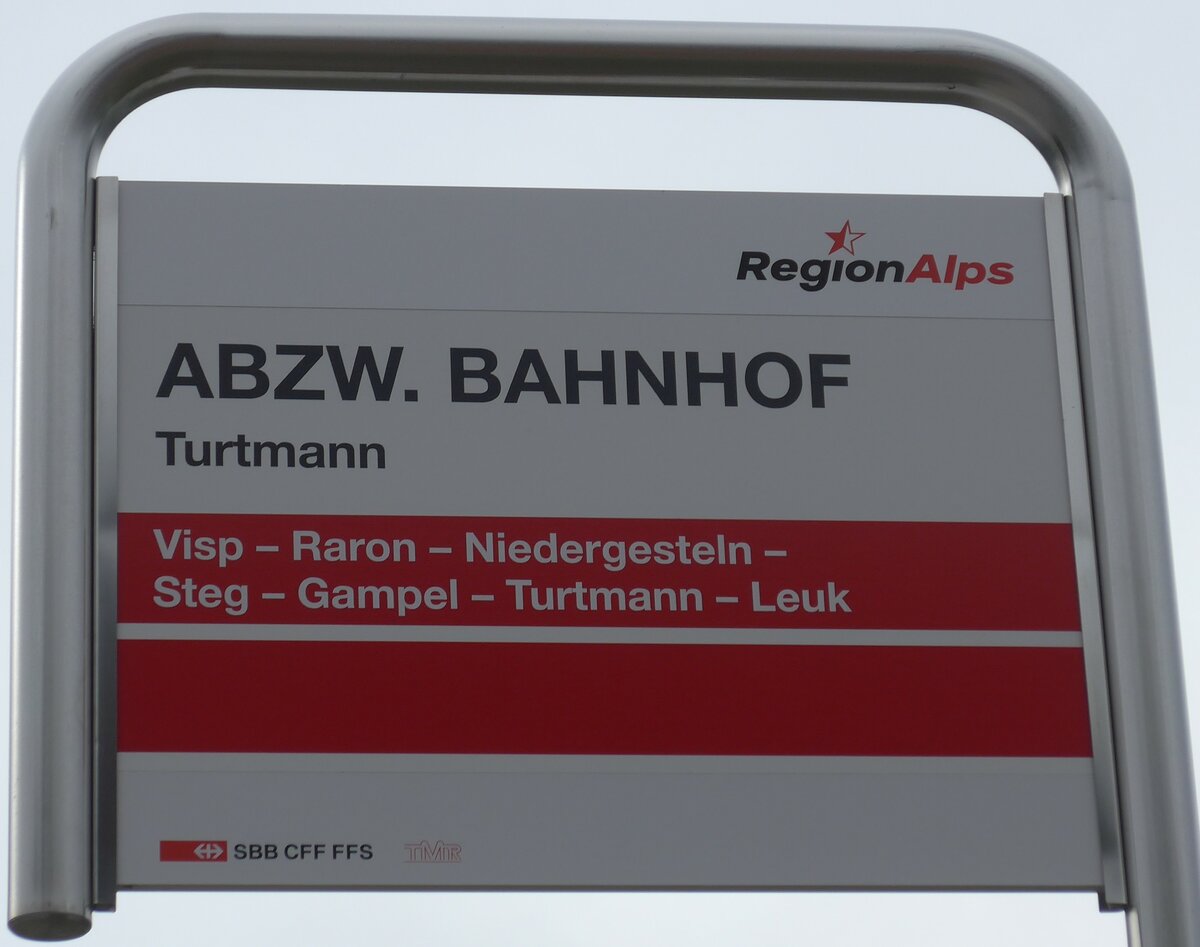 RegionAlps
ABZW. BAHNHOF
Turtmann
Visp – Raron – Niedergesteln –
Steg – Gampel – Turtmann – Leuk
SBB CFF FFS TMR